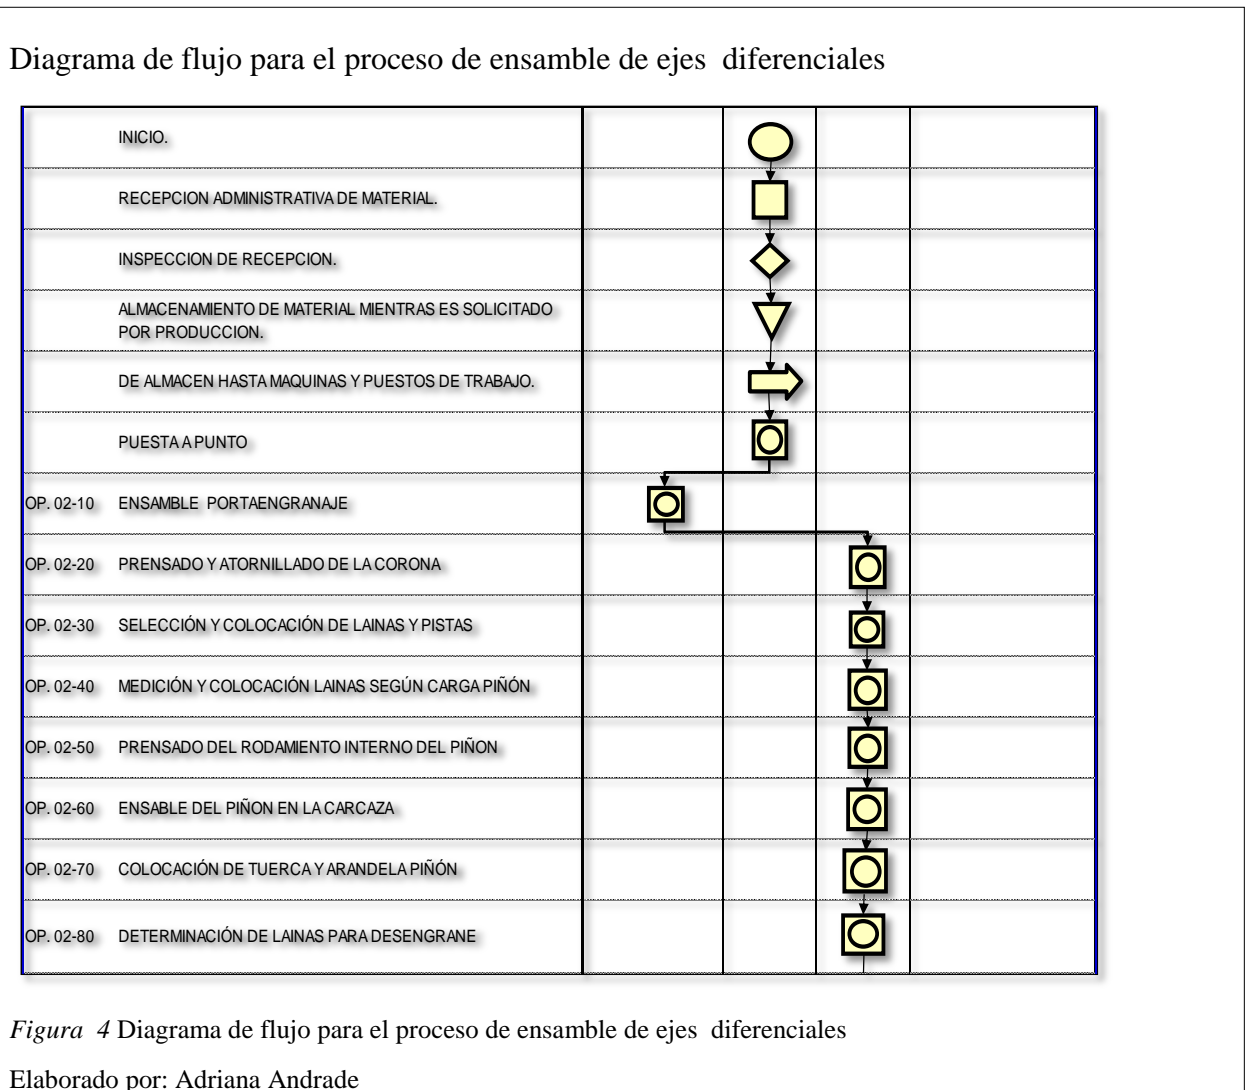 Diagrama de flujo para el proceso de ensamble de ejes  diferenciales
INICIO.
RECEPCION ADMINISTRATIVA DE MATERIAL.
INSPECCION DE RECEPCION.
ALMACENAMIENTO DE MATERIAL MIENTRAS ES SOLICITADO
POR PRODUCCION.
DE ALMACEN HASTA MAQUINAS Y PUESTOS DE TRABAJO.
PUESTA A PUNTO
OP. 02-10 ENSAMBLE  PORTAENGRANAJE
OP. 02-20 PRENSADO Y ATORNILLADO DE LA CORONA
OP. 02-30 SELECCIÓN Y COLOCACIÓN DE LAINAS Y PISTAS
OP. 02-40 MEDICIÓN Y COLOCACIÓN LAINAS SEGÚN CARGA PIÑÓN
OP. 02-50 PRENSADO DEL RODAMIENTO INTERNO DEL PIÑON
OP. 02-60 ENSABLE DEL PIÑON EN LA CARCAZA
OP. 02-70 COLOCACIÓN DE TUERCA Y ARANDELA PIÑÓN
OP. 02-80 DETERMINACIÓN DE LAINAS PARA DESENGRANE
Figura  4 Diagrama de flujo para el proceso de ensamble de ejes  diferenciales
Elaborado por: Adriana Andrade